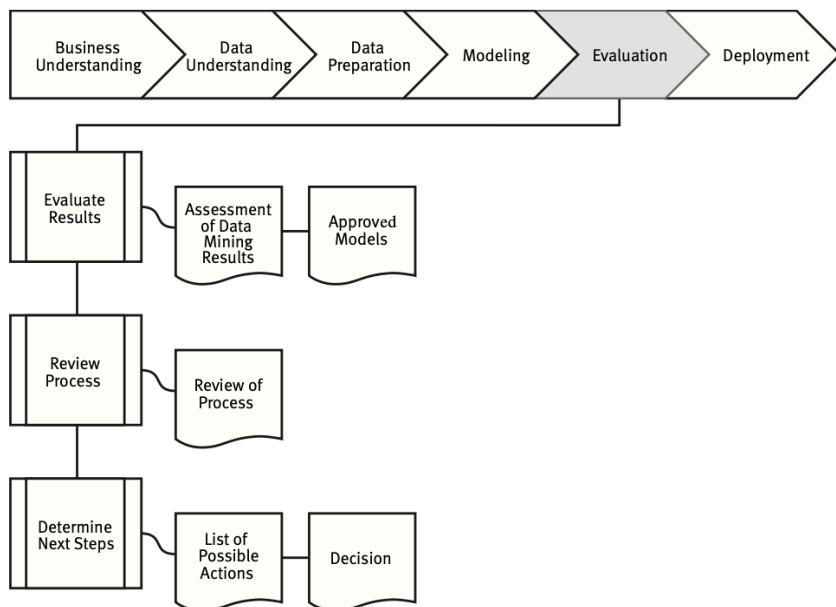 Business
Understanding
Data
Understanding
Data
Preparation
Modeling
Evaluation
Deployment
Evaluate
Results
Assessment
of Data
Mining
Results
Approved
Models
Review
Process
Review of
Process
Determine
Next Steps
List of
Possible
Actions
Decision